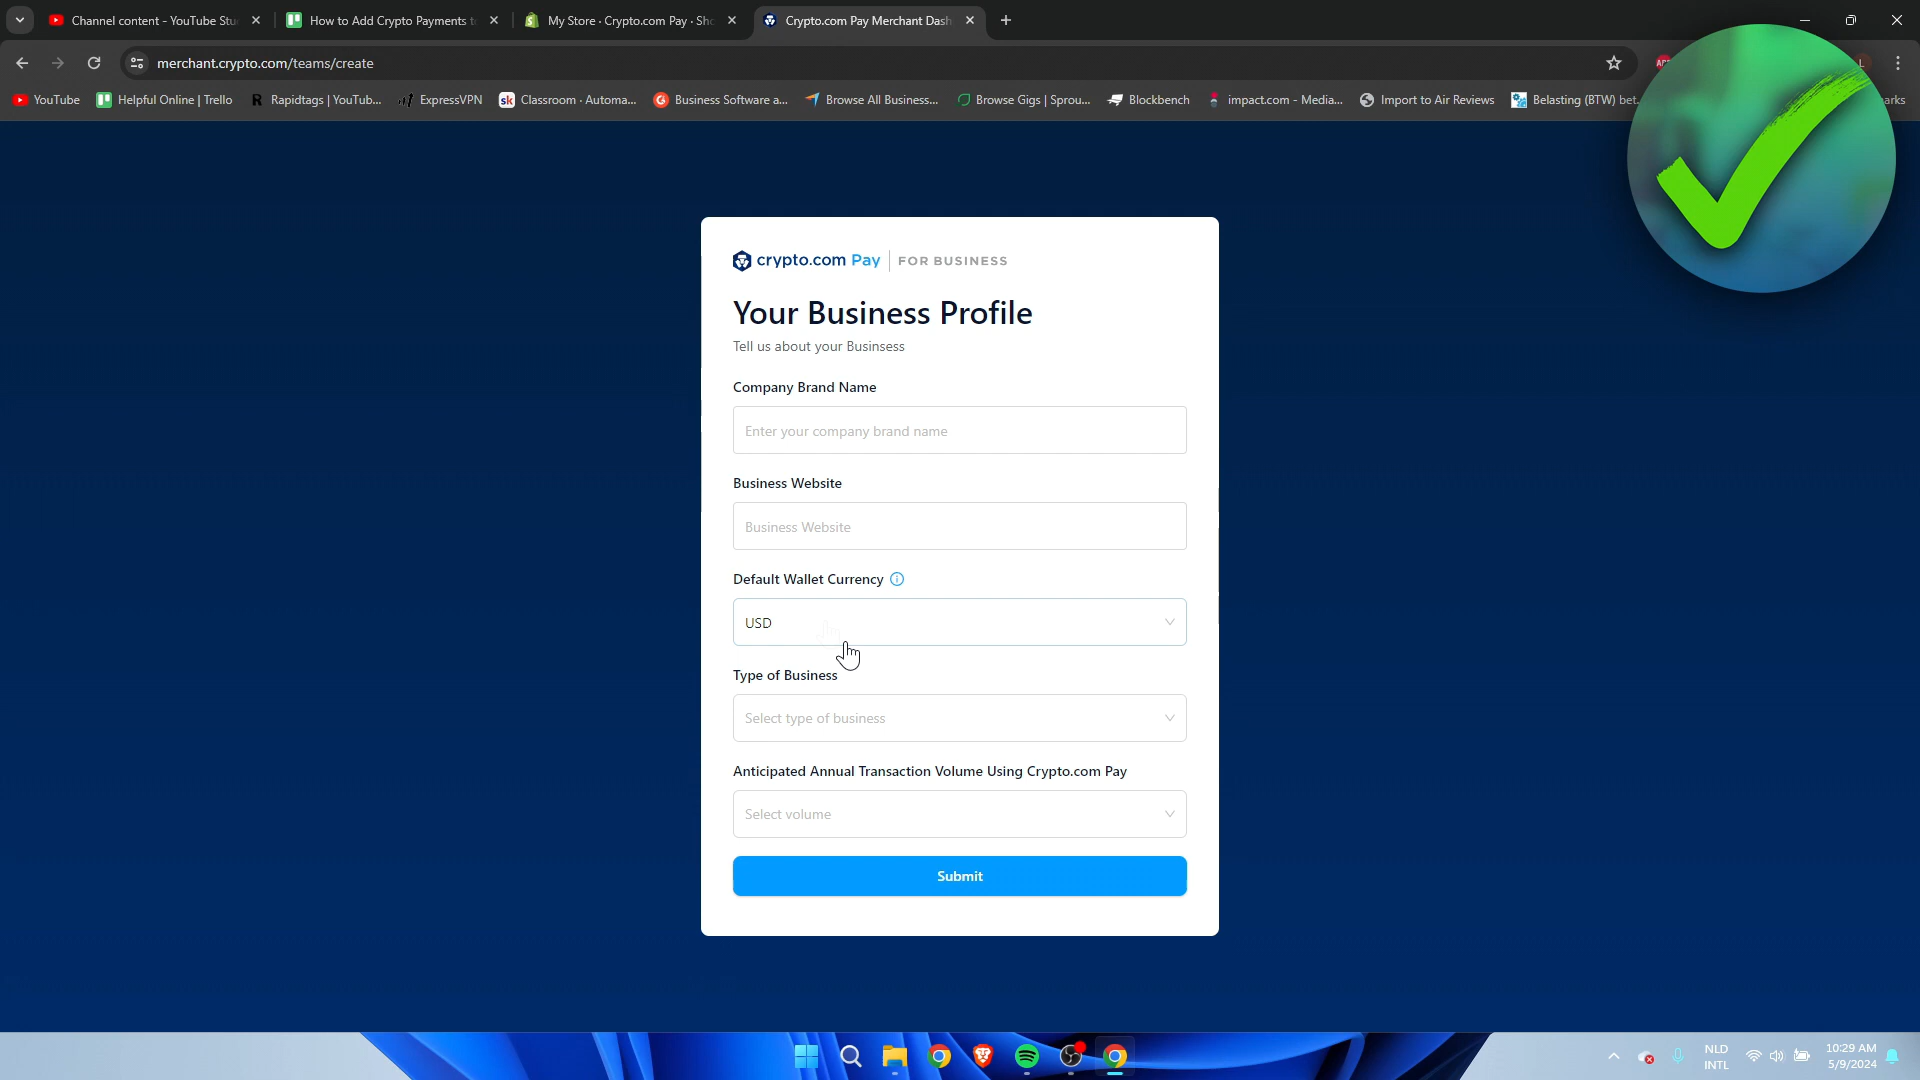 Channel content - YouTube Stu
How to Add Crypto Payments t
My Store · Crypto.com Pay · Sho
Crypto.com Pay Merchant Dash
merchant.crypto.com/teams/create
YouTube
Helpful Online | Trello
Rapidtags | YouTub...
ExpressVPN
Classroom · Automa...
Business Software a...
Browse All Business...
Browse Gigs | Sprou...
Blockbench
impact.com - Media...
Import to Air Reviews
Belasting (BTW) bet...
arks
crypto.com Pay FOR BUSINESS
Your Business Profile
Tell us about your Businsess
Company Brand Name
Enter your company brand name
Business Website
Business Website
Default Wallet Currency
USD
Type of Business
Select type of business
Anticipated Annual Transaction Volume Using Crypto.com Pay
Select volume
Submit
NLD
INTL
10:29 AM
5/9/2024